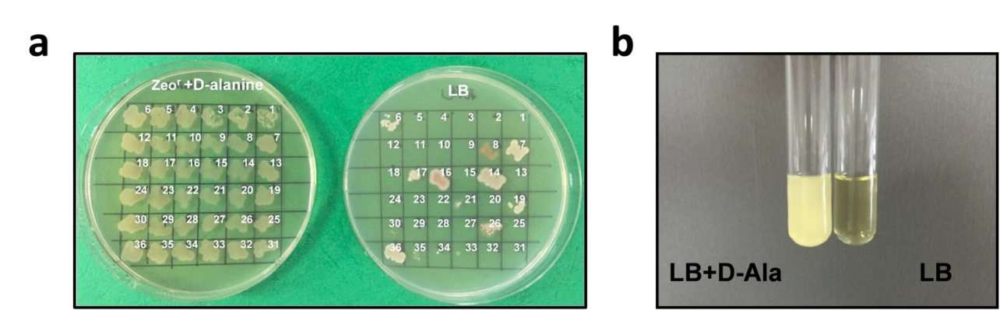 a
b
Zeoʳ +D-alanine
6 5 4 3 2 1
12 11 10 9 8 7
18 17 16 15 14 13
24 23 22 21 20 19
30 29 28 27 26 25
36 35 34 33 32 31
LB
6 5 4 3 2 1
12 11 10 9 8 7
18 17 16 15 14 13
24 23 22 21 20 19
30 29 28 27 26 25
36 35 34 33 32 31
LB+D-Ala
LB